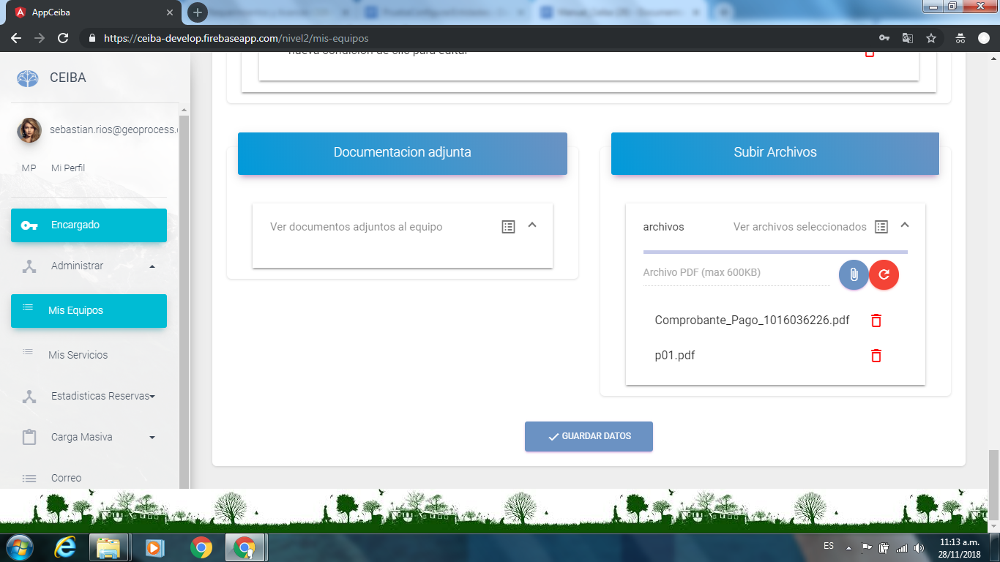 AppCeiba
https://ceiba-develop.firebaseapp.com/nivel2/mis-equipos
CEIBA
sebastian.rios@geoprocess.
MP Mi Perfil
Encargado
Administrar
Mis Equipos
Mis Servicios
Estadisticas Reservas
Carga Masiva
Correo
nueva condicion de clic para editar
Documentacion adjunta
Ver documentos adjuntos al equipo
Subir Archivos
archivos Ver archivos seleccionados
Archivo PDF (max 600KB)
Comprobante_Pago_1016036226.pdf
p01.pdf
GUARDAR DATOS
ES
11:13 a.m.
28/11/2018